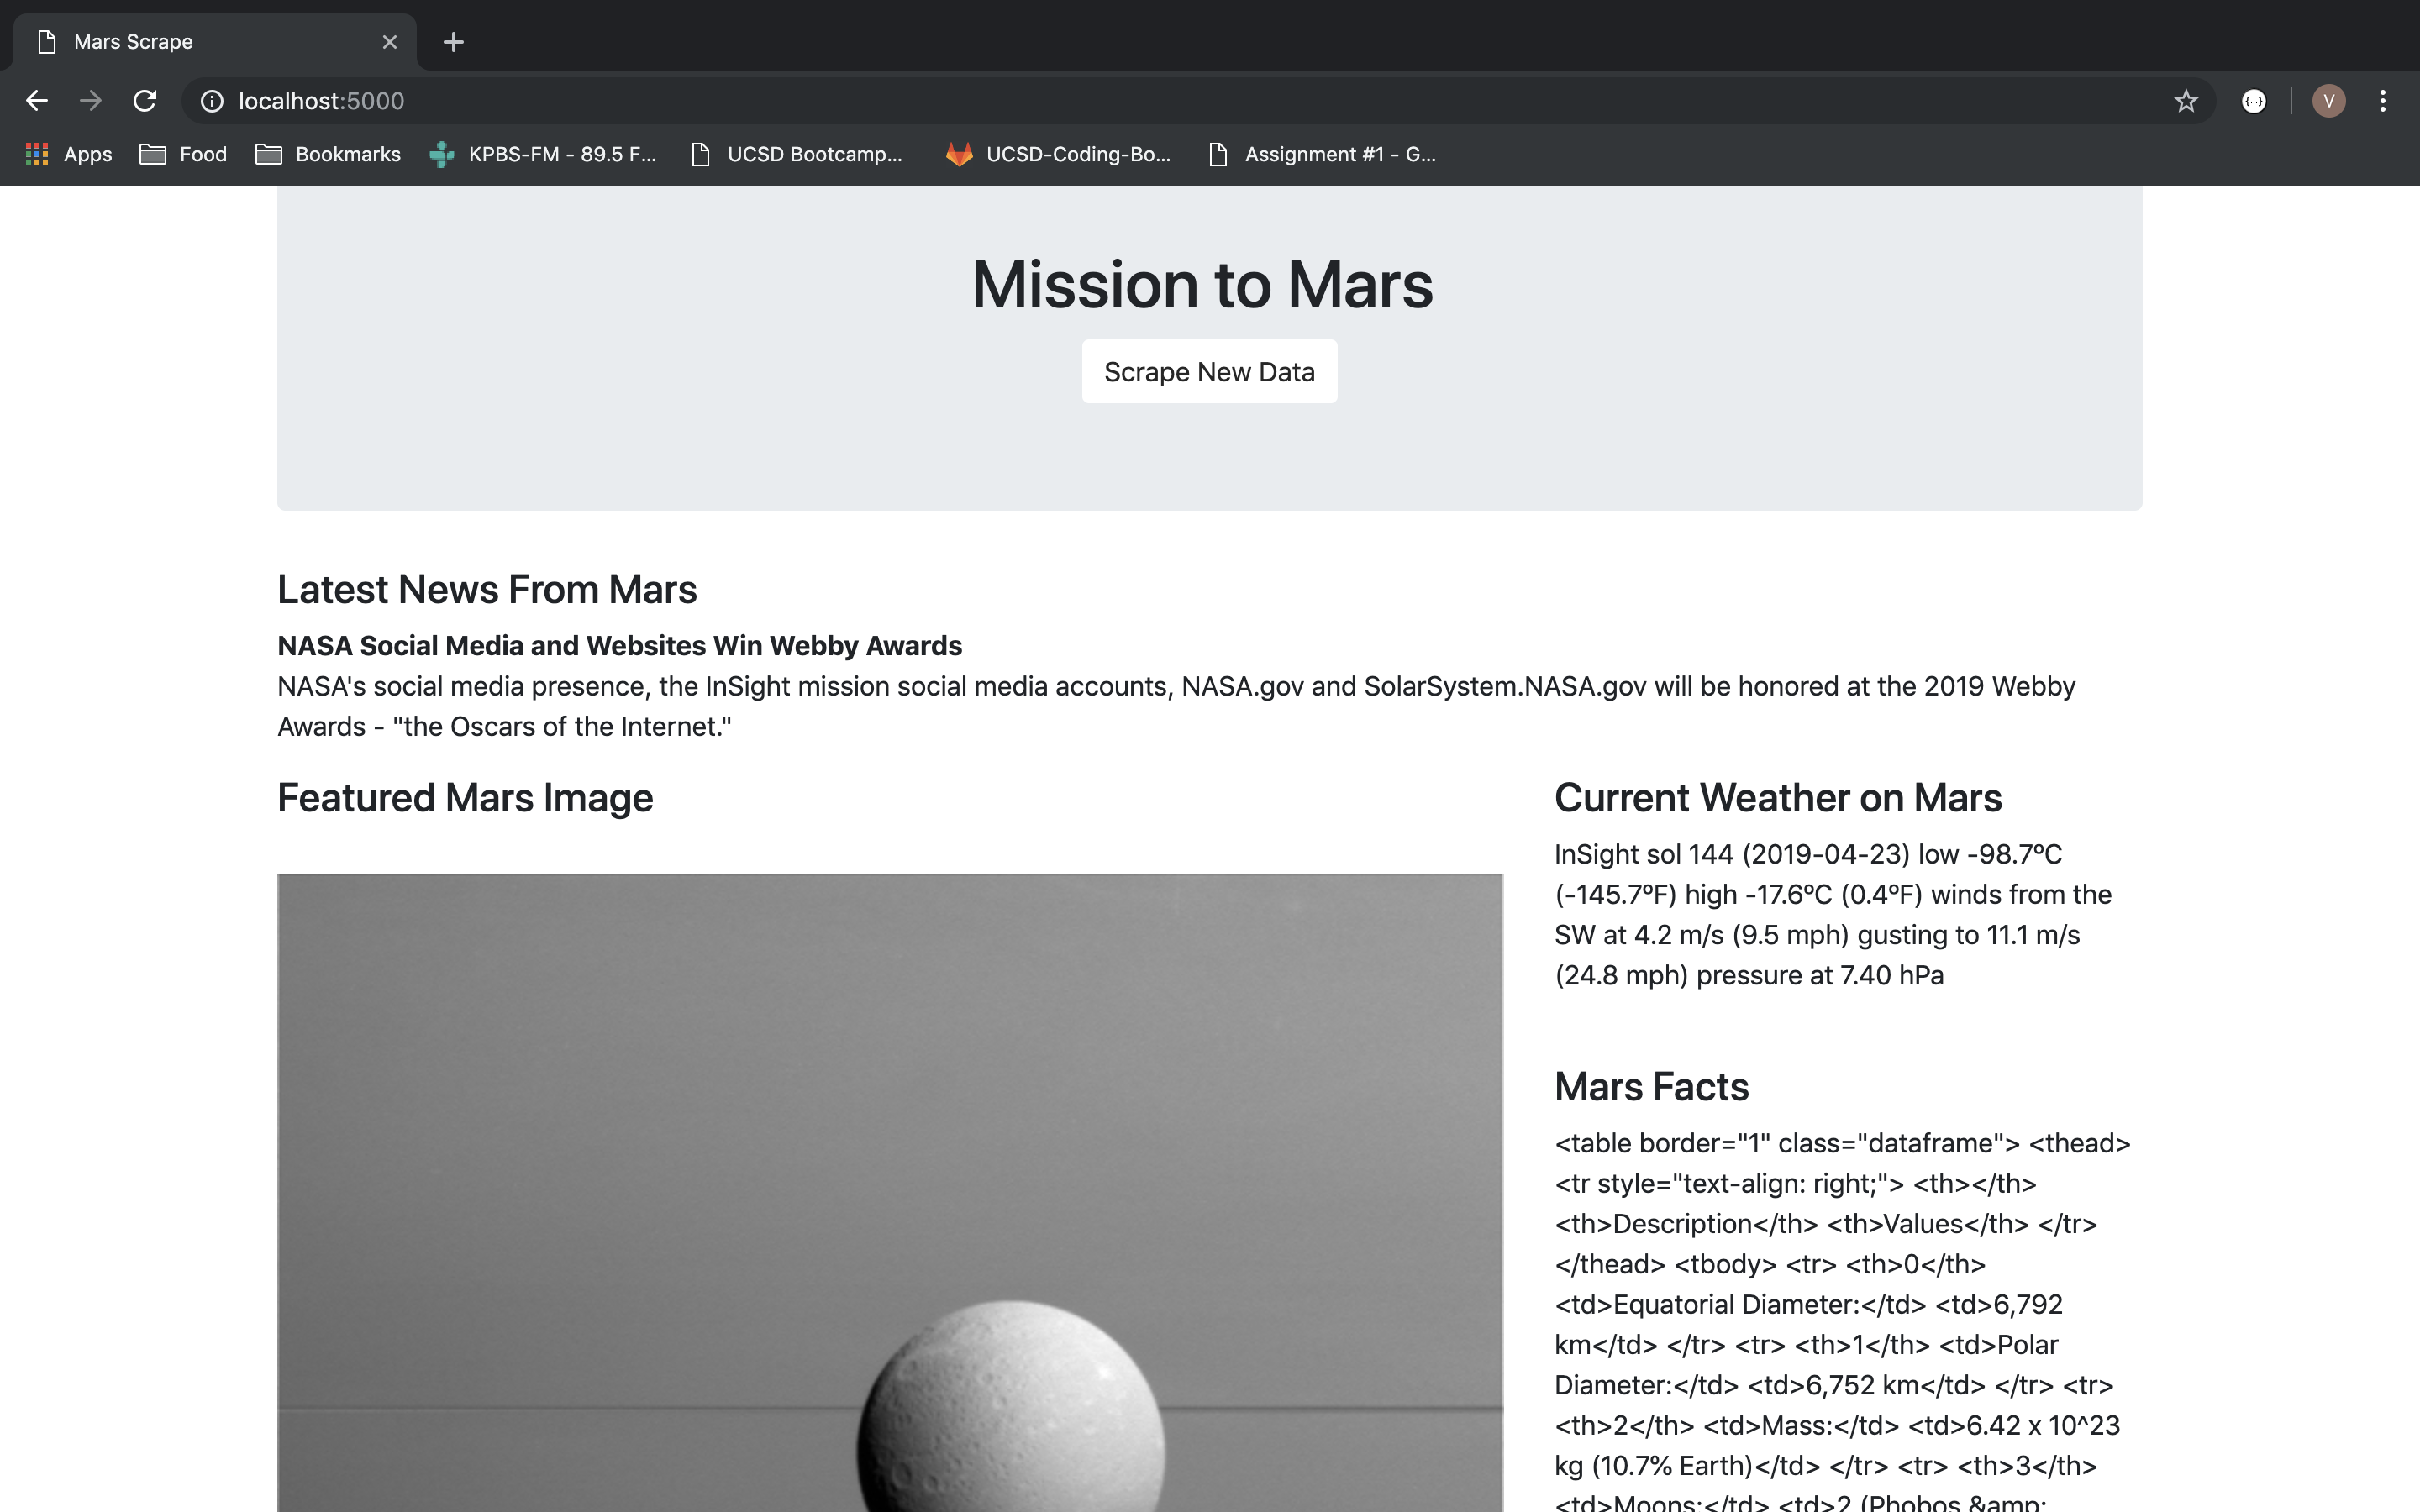 Mars Scrape
localhost:5000
Apps
Food
Bookmarks
KPBS-FM - 89.5 F...
UCSD Bootcamp...
UCSD-Coding-Bo...
Assignment #1 - G...
V
Mission to Mars
Scrape New Data
Latest News From Mars
NASA Social Media and Websites Win Webby Awards
NASA's social media presence, the InSight mission social media accounts, NASA.gov and SolarSystem.NASA.gov will be honored at the 2019 Webby
Awards - "the Oscars of the Internet."
Featured Mars Image
Current Weather on Mars
InSight sol 144 (2019-04-23) low -98.7ºC
(-145.7ºF) high -17.6ºC (0.4ºF) winds from the
SW at 4.2 m/s (9.5 mph) gusting to 11.1 m/s
(24.8 mph) pressure at 7.40 hPa
Mars Facts
<table border="1" class="dataframe"> <thead>
<tr style="text-align: right;"> <th></th>
<th>Description</th> <th>Values</th> </tr>
</thead> <tbody> <tr> <th>0</th>
<td>Equatorial Diameter:</td> <td>6,792
km</td> </tr> <tr> <th>1</th> <td>Polar
Diameter:</td> <td>6,752 km</td> </tr> <tr>
<th>2</th> <td>Mass:</td> <td>6.42 x 10^23
kg (10.7% Earth)</td> </tr> <tr> <th>3</th>
<td>Moons:</td> <td>2 (Phobos &amp;